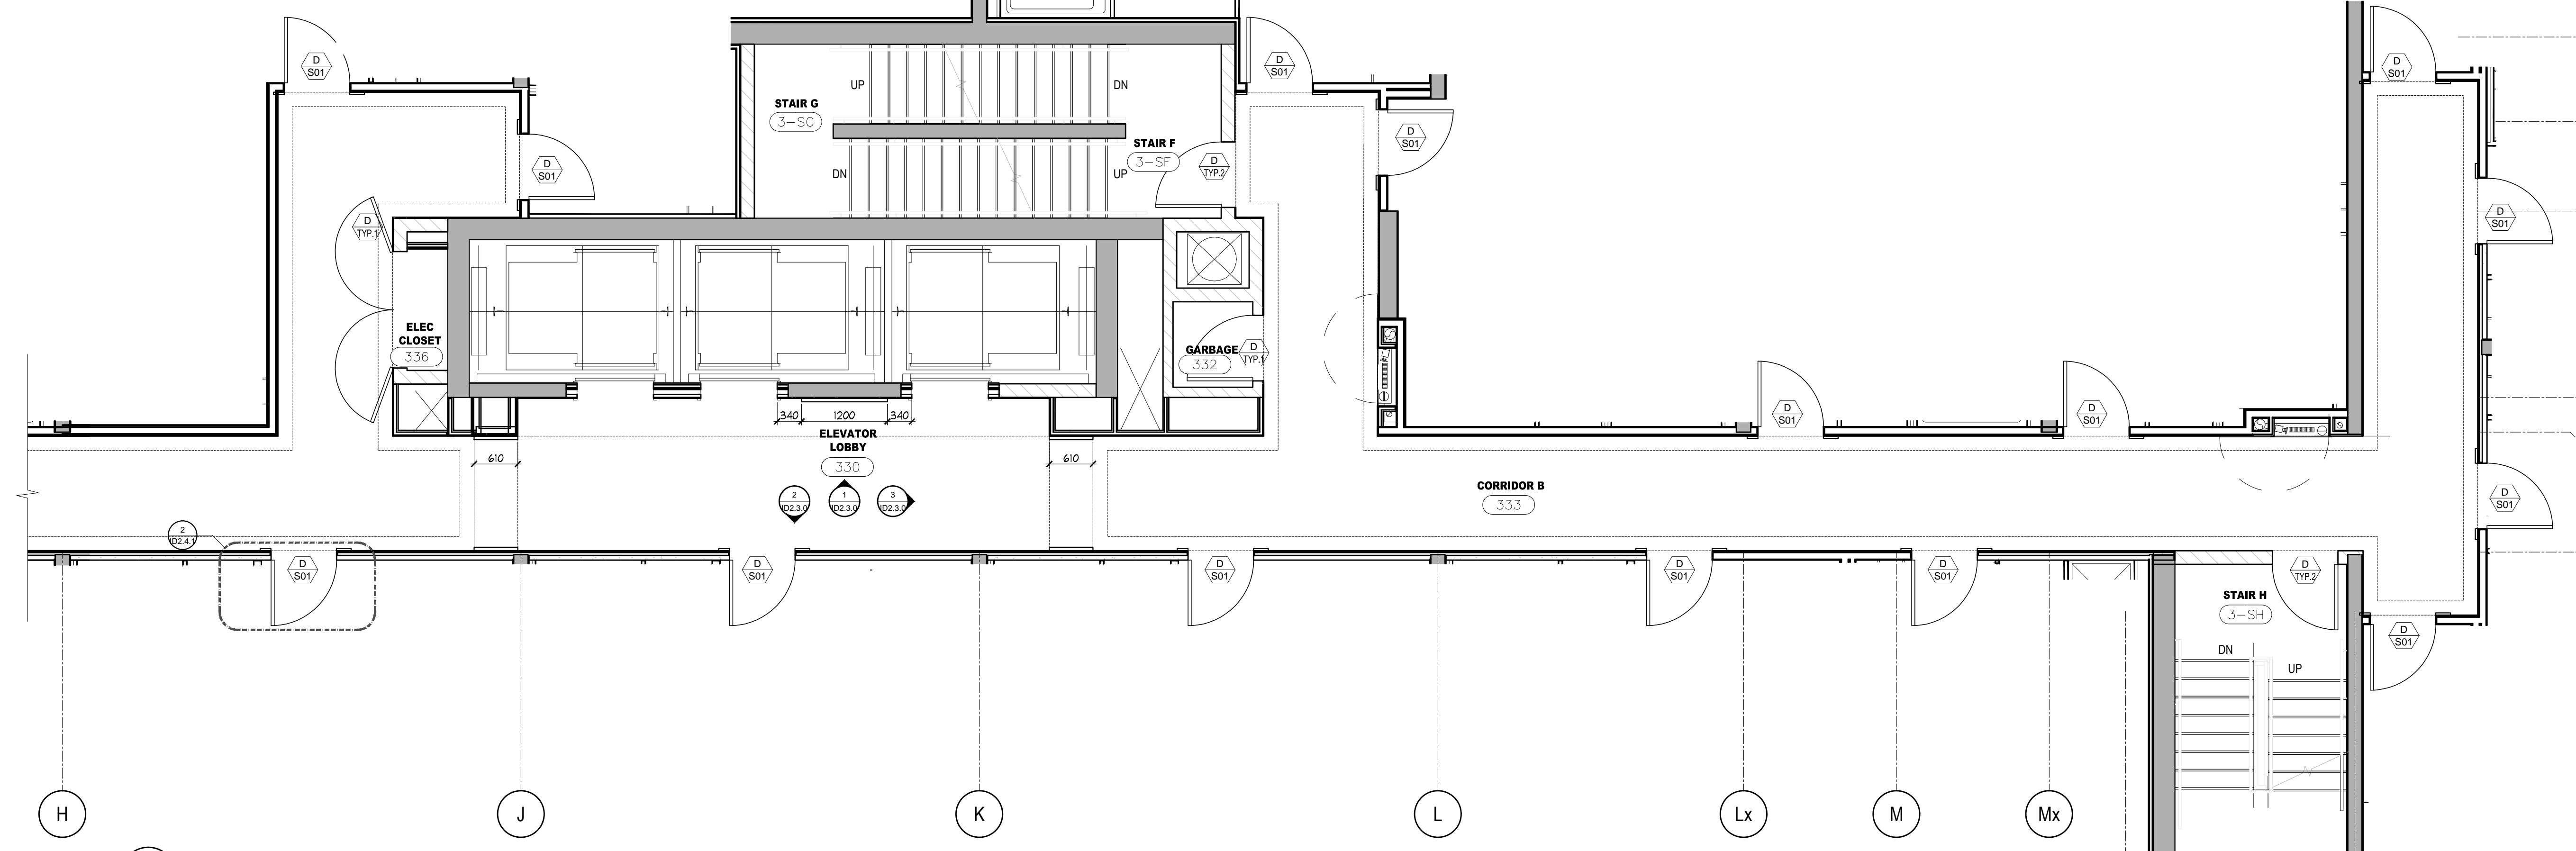 D
S01
D
S01
D
S01
UP
DN
STAIR G
3-SG
STAIR F
3-SF
DN
UP
D
TYP.2
D
S01
D
S01
D
TYP.1
D
S01
ELEC
CLOSET
336
GARBAGE
332
D
TYP.1
340
1200
340
ELEVATOR
LOBBY
330
610
610
D
S01
D
S01
2
ID2.3.0
1
ID2.3.0
3
ID2.3.0
CORRIDOR B
333
D
S01
2
ID2.4.1
D
S01
D
S01
D
S01
D
S01
D
S01
D
TYP.2
STAIR H
3-SH
D
S01
DN
UP
H
J
K
L
Lx
M
Mx